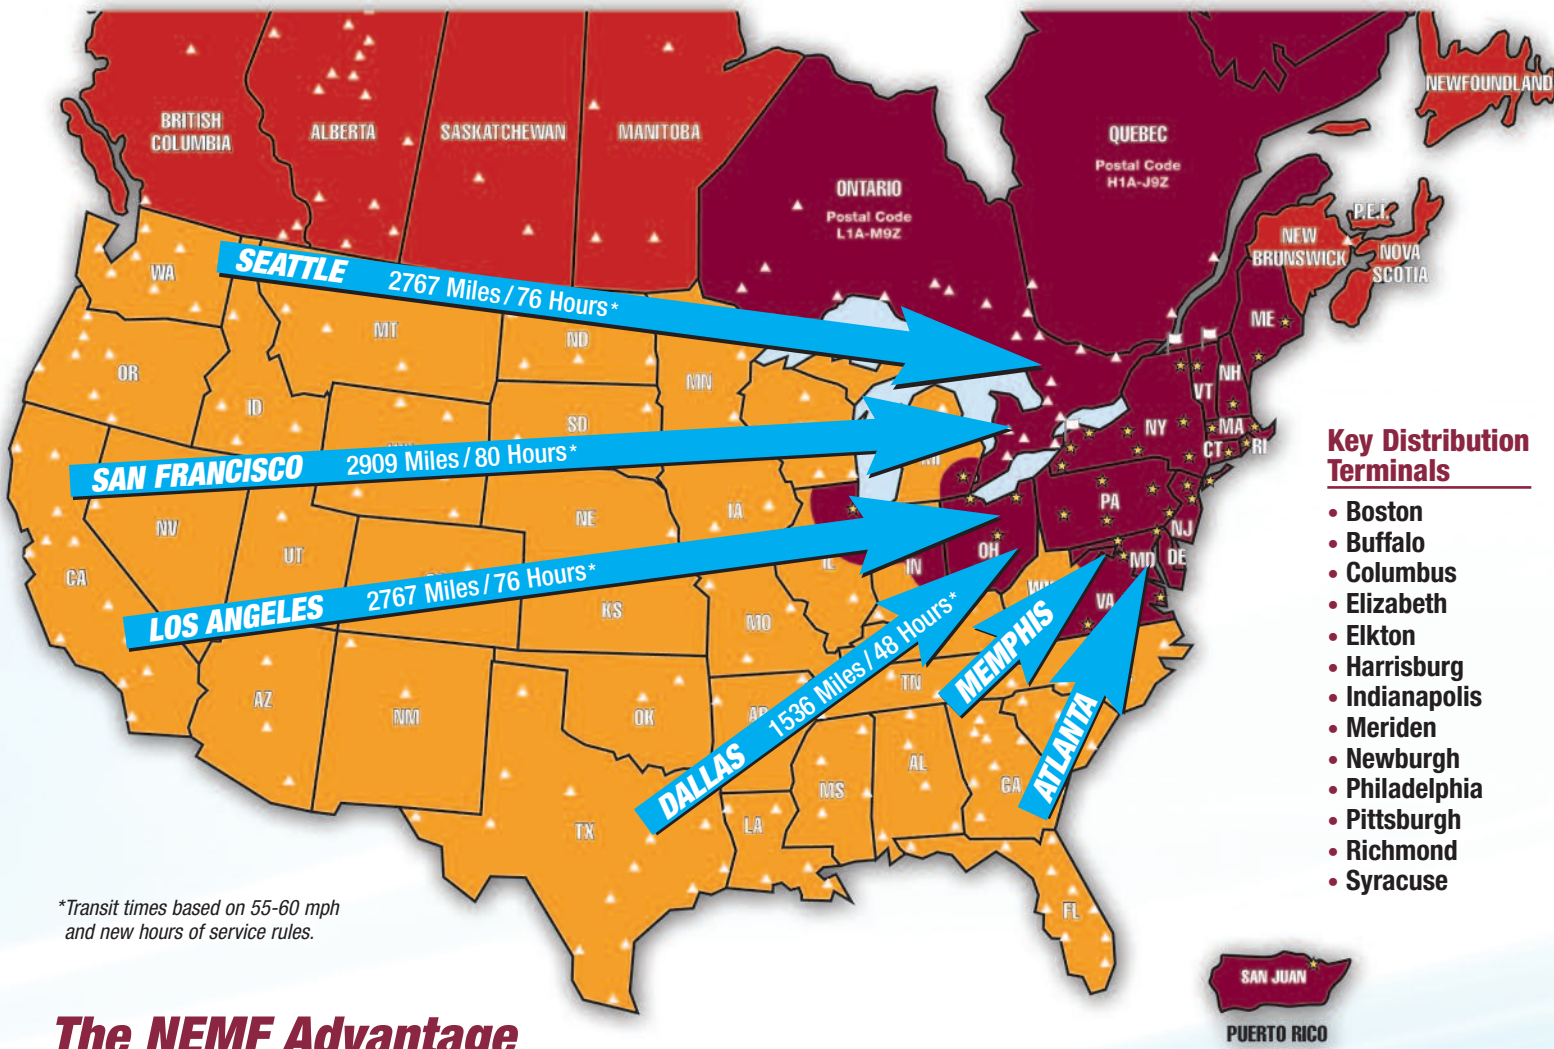 NEWFOUNDLAND
BRITISH
COLUMBIA
ALBERTA
SASKATCHEWAN
MANITOBA
QUEBEC
Postal Code
H1A-J9Z
ONTARIO
Postal Code
L1A-M9Z
P.E.I.
NEW
BRUNSWICK
NOVA
SCOTIA
WA
SEATTLE 2767 Miles / 76 Hours*
MT
ND
ME
OR
ID
MN
SD
VT
NH
NY
MA
CT
RI
SAN FRANCISCO 2909 Miles / 80 Hours*
MI
NV
UT
NE
IA
PA
NJ
OH
MD
DE
IN
IL
CA
LOS ANGELES 2767 Miles / 76 Hours*
KS
MO
VA
AZ
NM
OK
AR
TN
DALLAS 1536 Miles / 48 Hours*
MEMPHIS
ATLANTA
TX
LA
MS
AL
GA
FL
Key Distribution
Terminals
• Boston
• Buffalo
• Columbus
• Elizabeth
• Elkton
• Harrisburg
• Indianapolis
• Meriden
• Newburgh
• Philadelphia
• Pittsburgh
• Richmond
• Syracuse
*Transit times based on 55-60 mph
and new hours of service rules.
SAN JUAN
PUERTO RICO
The NEMF Advantage